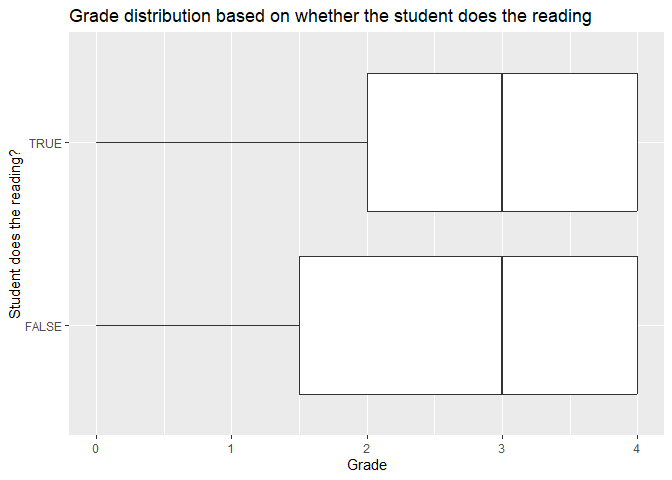 Grade distribution based on whether the student does the reading
Student does the reading?
TRUE
FALSE
0 1 2 3 4
Grade